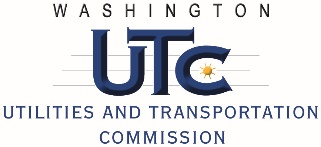 WASHINGTON
UTC
UTILITIES AND TRANSPORTATION
COMMISSION